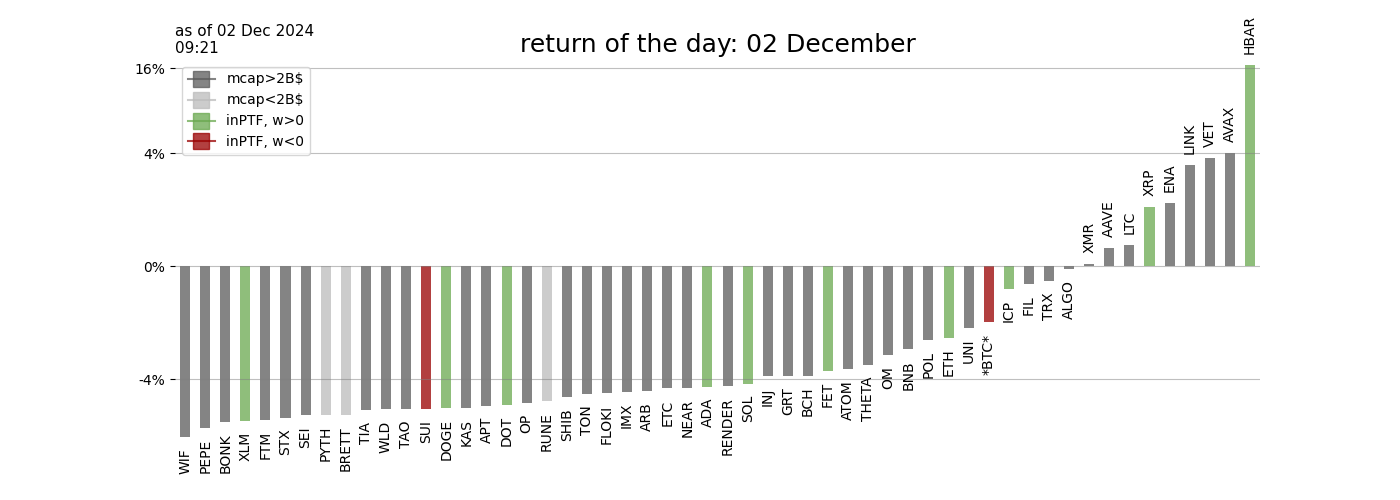 as of 02 Dec 2024
09:21
return of the day: 02 December
16%
4%
0%
-4%
mcap>2B$
mcap<2B$
inPTF, w>0
inPTF, w<0
WIF
PEPE
BONK
XLM
FTM
STX
SEI
PYTH
BRETT
TIA
WLD
TAO
SUI
DOGE
KAS
APT
DOT
OP
RUNE
SHIB
TON
FLOKI
IMX
ARB
ETC
NEAR
ADA
RENDER
SOL
INJ
GRT
BCH
FET
ATOM
THETA
OM
BNB
POL
ETH
UNI
*BTC*
ICP
FIL
TRX
ALGO
XMR
AAVE
LTC
XRP
ENA
LINK
VET
AVAX
HBAR